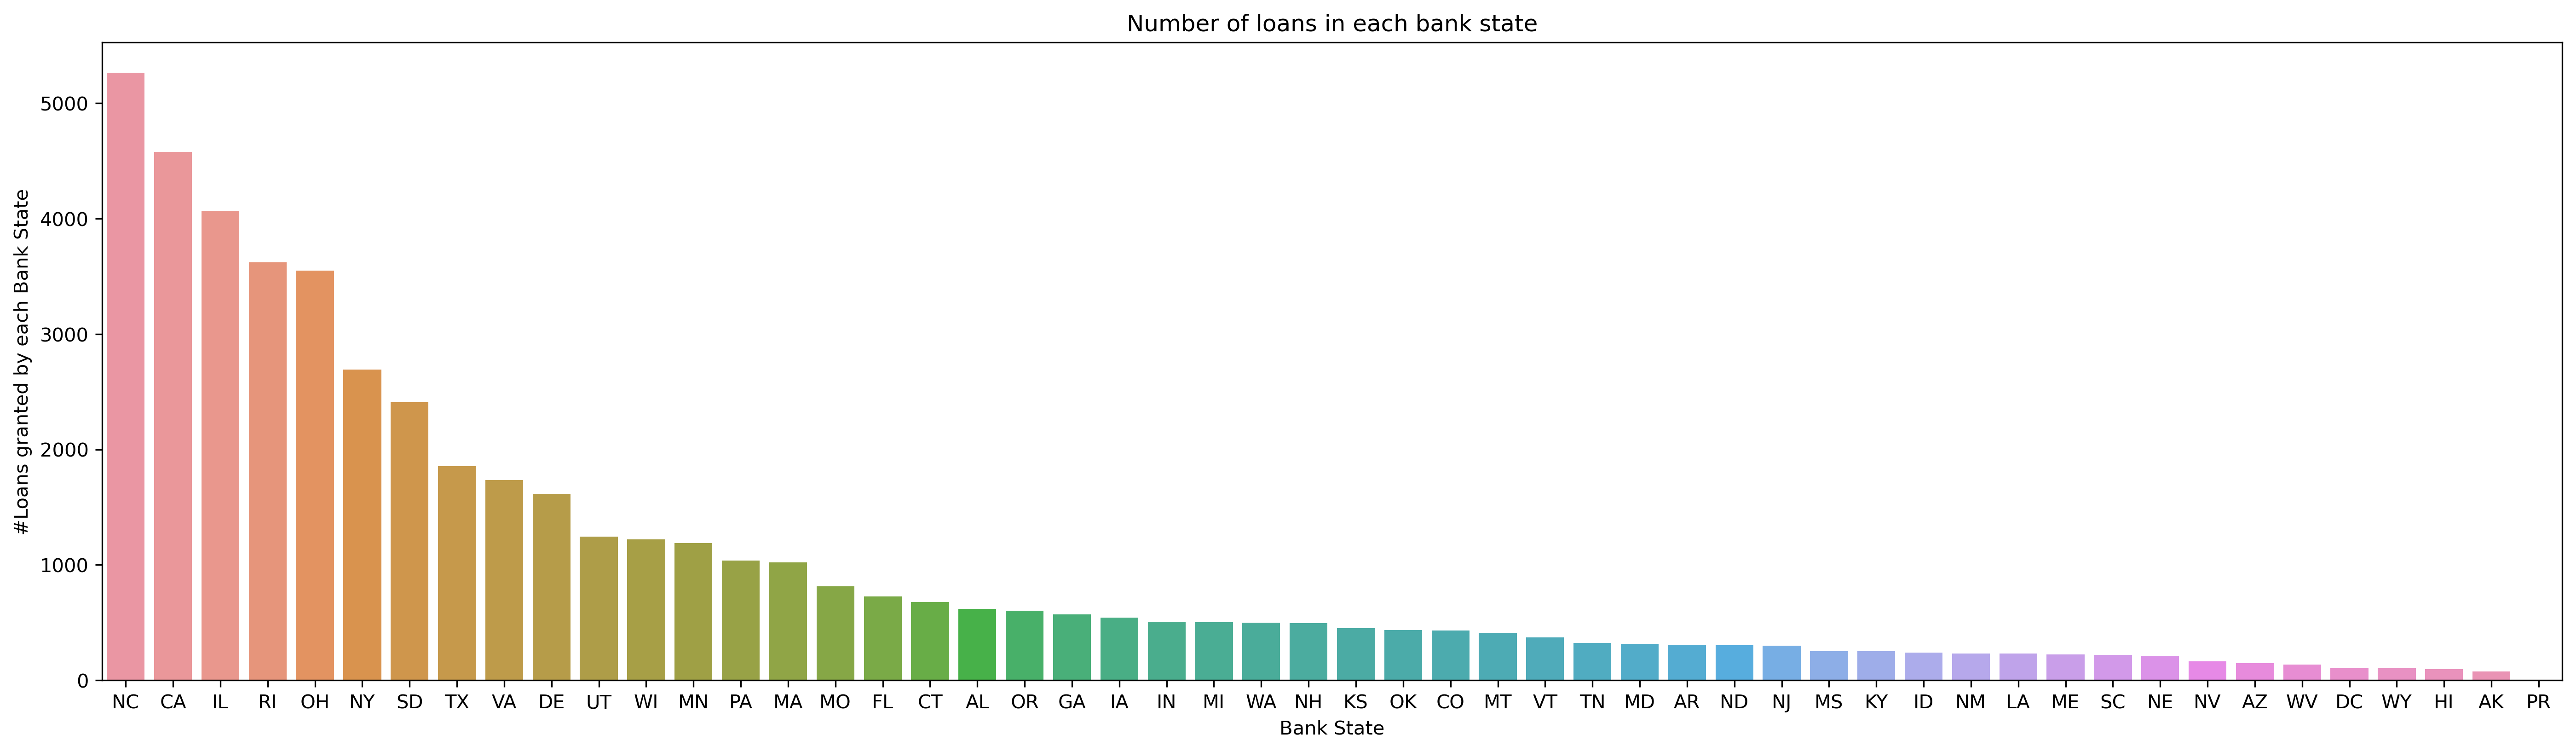 Number of loans in each bank state
#Loans granted by each Bank State
5000
4000
3000
2000
1000
0
NC CA IL RI OH NY SD TX VA DE UT WI MN PA MA MO FL CT AL OR GA IA IN MI WA NH KS OK CO MT VT TN MD AR ND NJ MS KY ID NM LA ME SC NE NV AZ WV DC WY HI AK PR
Bank State